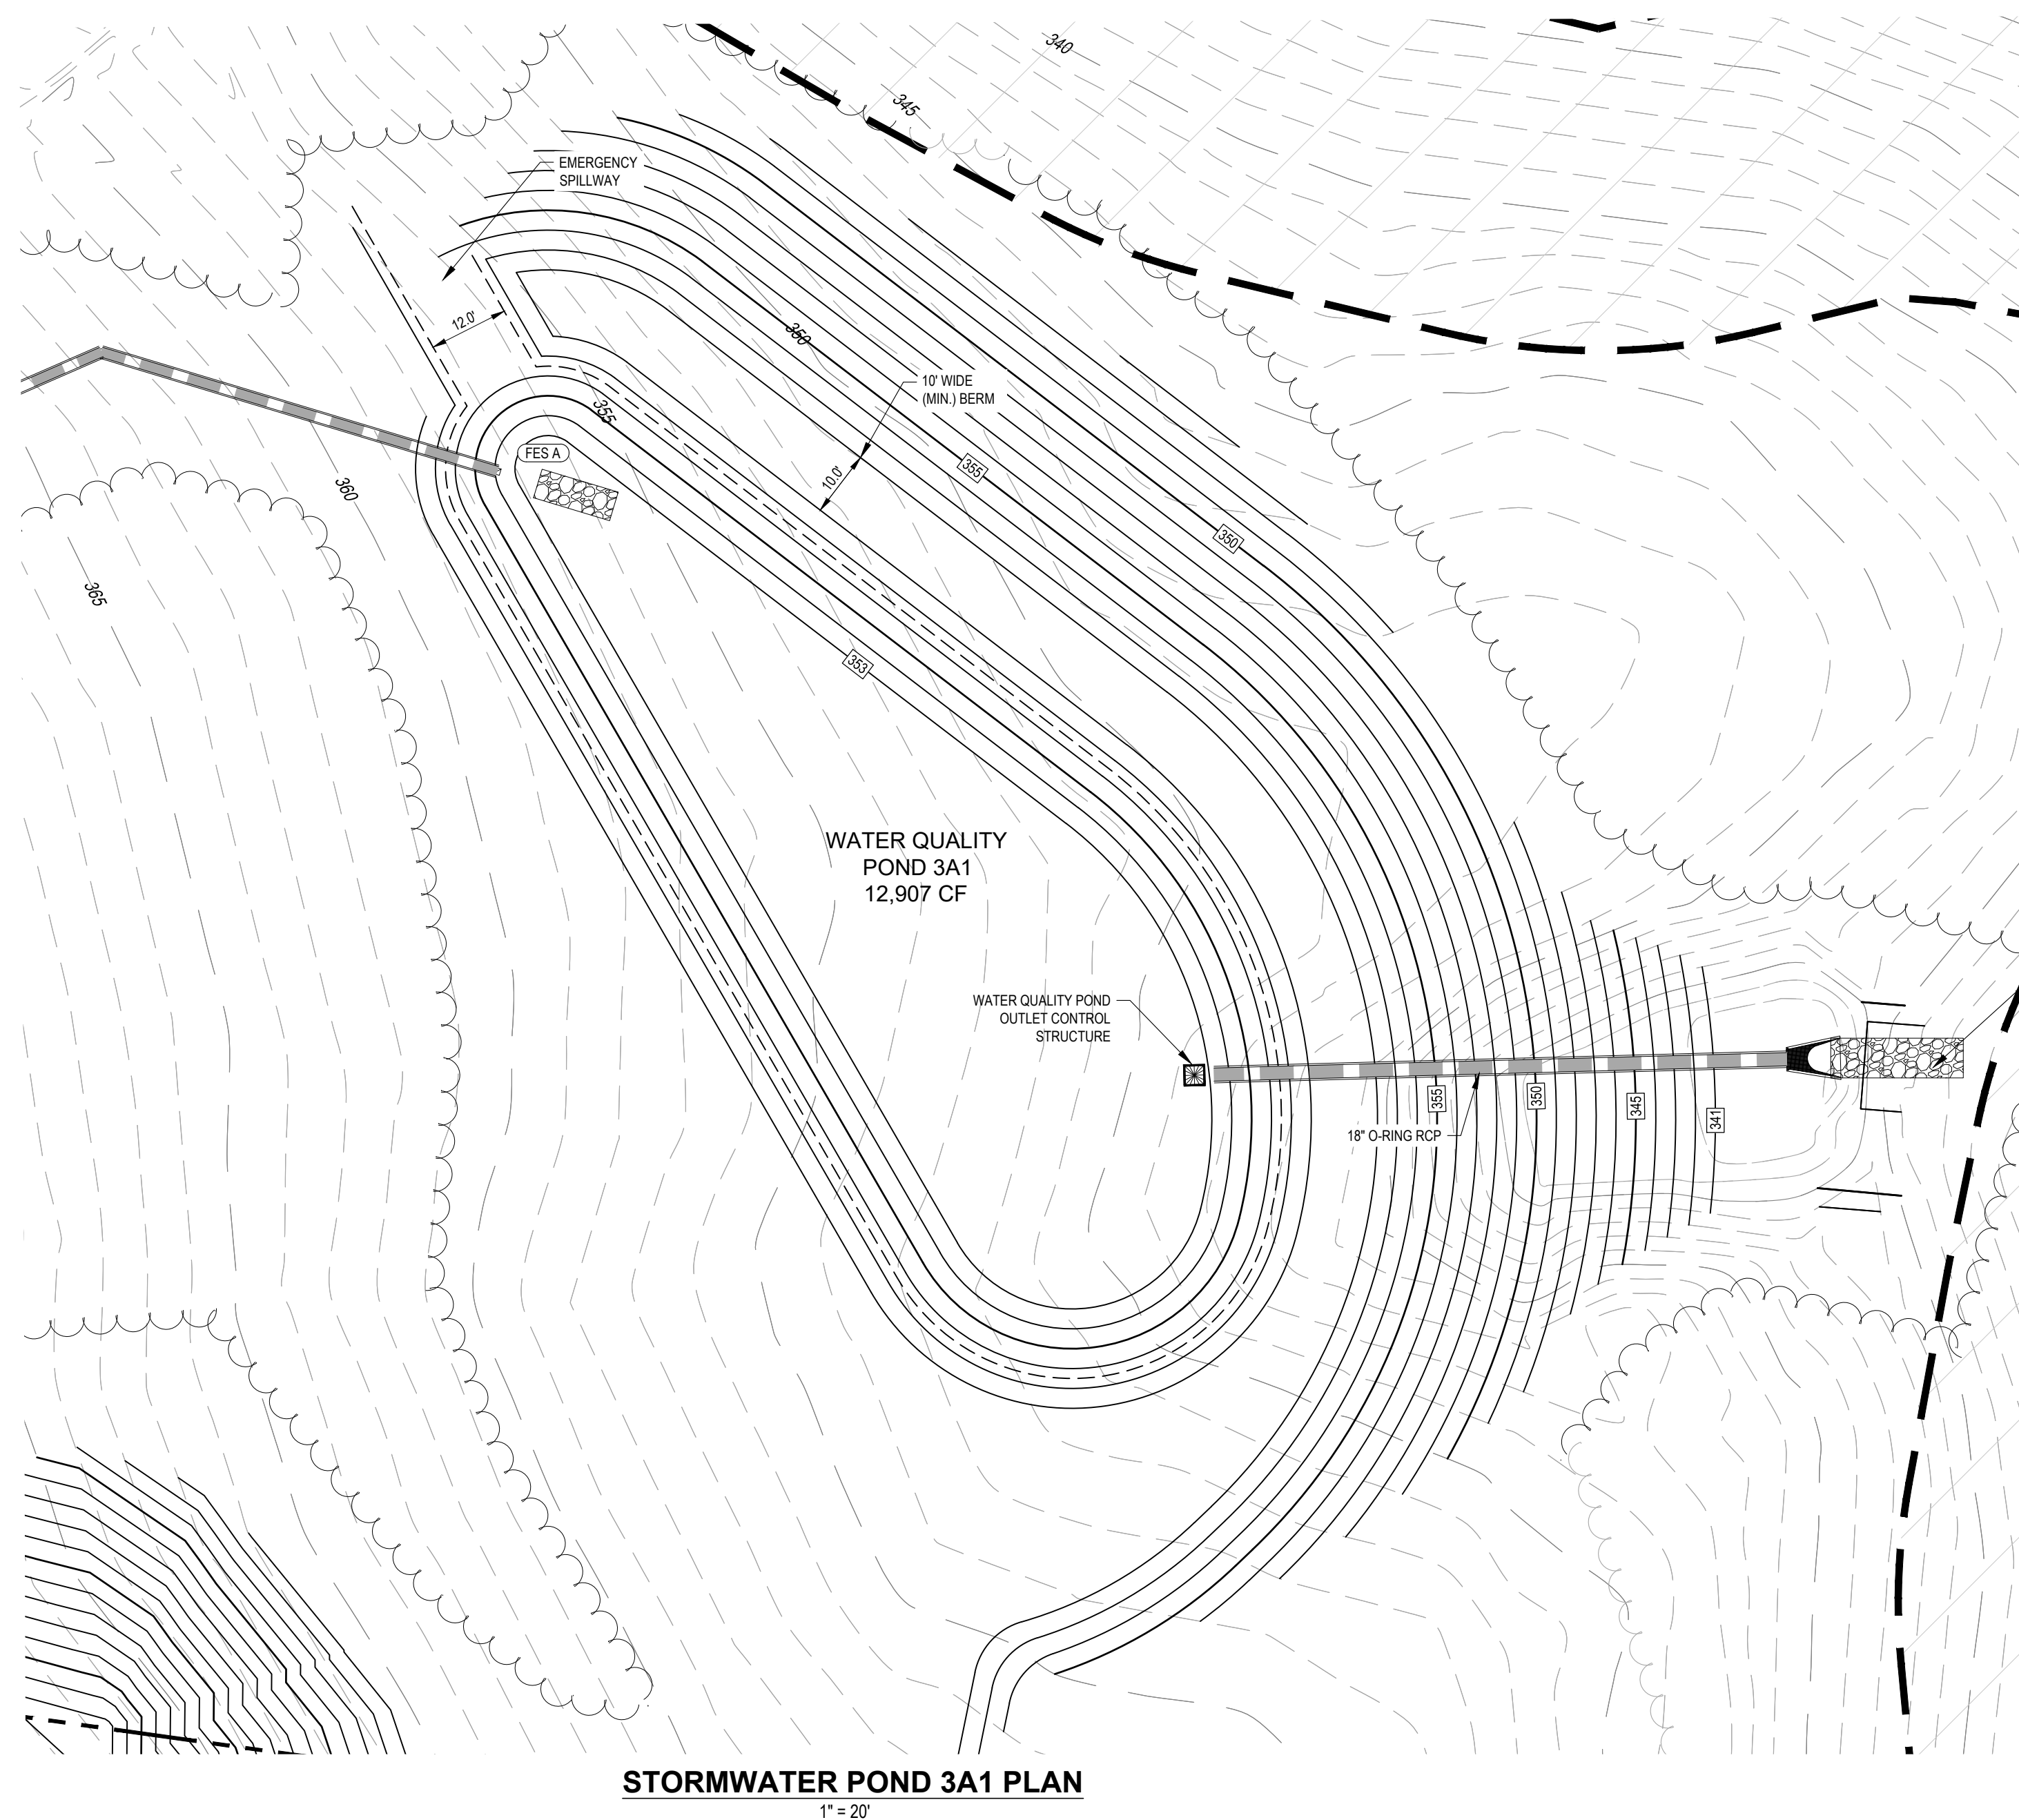 340
345
EMERGENCY
SPILLWAY
12.0'
350
10' WIDE
(MIN.) BERM
355
FES A
355
10.0'
360
350
365
353
WATER QUALITY
POND 3A1
12,907 CF
WATER QUALITY POND
OUTLET CONTROL
STRUCTURE
355
350
345
341
18" O-RING RCP
STORMWATER POND 3A1 PLAN
1" = 20'